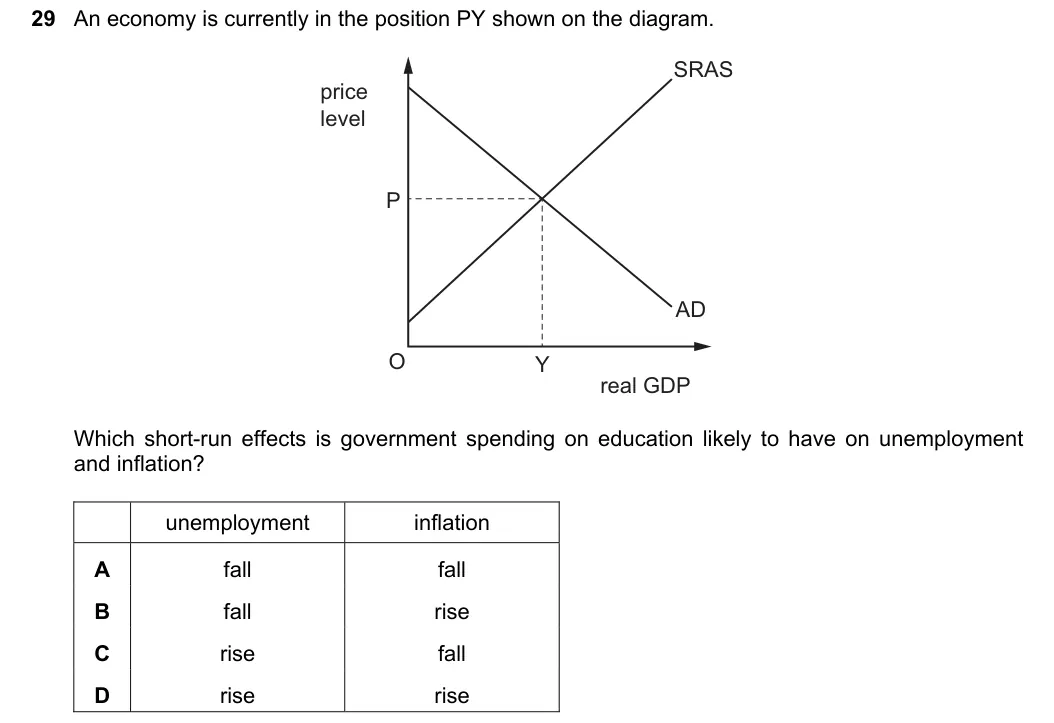 29 An economy is currently in the position PY shown on the diagram.
SRAS
price
level
P
AD
O
Y
real GDP
Which short-run effects is government spending on education likely to have on unemployment
and inflation?
unemployment inflation
A fall fall
B fall rise
C rise fall
D rise rise